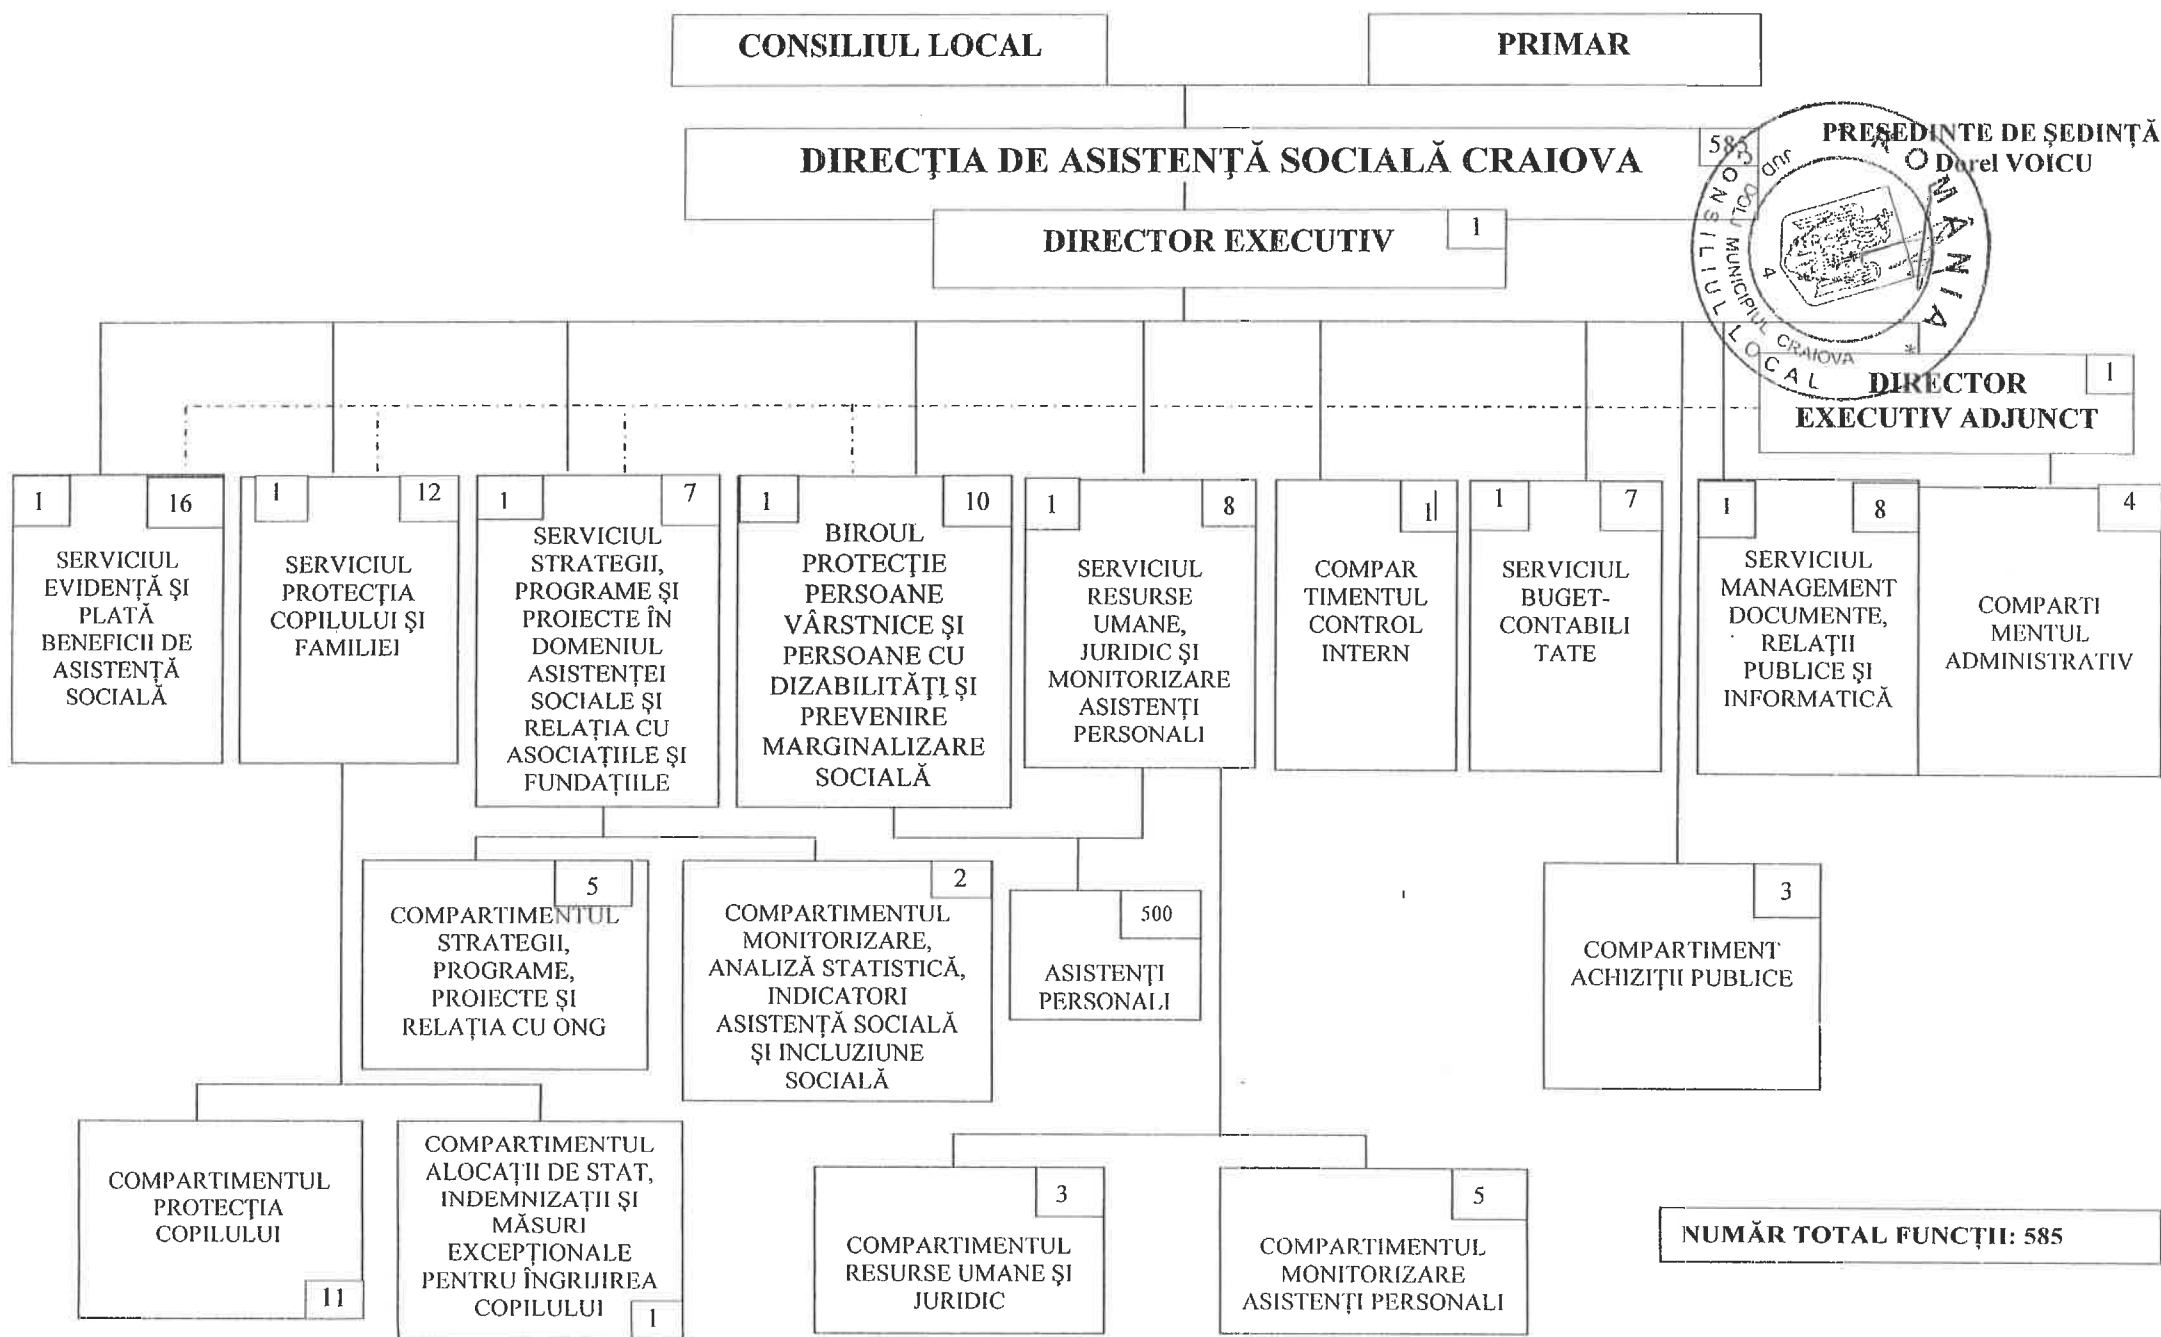 CONSILIUL LOCAL
PRIMAR
PREŞEDINTE DE ŞEDINŢĂ
Dorel VOICU
585
DIRECŢIA DE ASISTENŢĂ SOCIALĂ CRAIOVA
1
DIRECTOR EXECUTIV
ROMÂNIA
*
CONSILIUL LOCAL
JUD DOLJ MUNICIPIUL CRAIOVA
4
1
DIRECTOR
EXECUTIV ADJUNCT
1
16
SERVICIUL
EVIDENŢĂ ŞI
PLATĂ
BENEFICII DE
ASISTENŢĂ
SOCIALĂ
1
12
SERVICIUL
PROTECŢIA
COPILULUI ŞI
FAMILIEI
1
7
SERVICIUL
STRATEGII,
PROGRAME ŞI
PROIECTE ÎN
DOMENIUL
ASISTENŢEI
SOCIALE ŞI
RELAŢIA CU
ASOCIAŢIILE ŞI
FUNDAŢIILE
1
10
BIROUL
PROTECŢIE
PERSOANE
VÂRSTNICE ŞI
PERSOANE CU
DIZABILITĂŢI ŞI
PREVENIRE
MARGINALIZARE
SOCIALĂ
1
8
SERVICIUL
RESURSE
UMANE,
JURIDIC ŞI
MONITORIZARE
ASISTENŢI
PERSONALI
1
COMPAR
TIMENTUL
CONTROL
INTERN
1
7
SERVICIUL
BUGET-
CONTABILI
TATE
1
8
SERVICIUL
MANAGEMENT
DOCUMENTE,
RELAŢII
PUBLICE ŞI
INFORMATICĂ
4
COMPARTI
MENTUL
ADMINISTRATIV
5
COMPARTIMENTUL
STRATEGII,
PROGRAME,
PROIECTE ŞI
RELAŢIA CU ONG
2
COMPARTIMENTUL
MONITORIZARE,
ANALIZĂ STATISTICĂ,
INDICATORI
ASISTENŢĂ SOCIALĂ
ŞI INCLUZIUNE
SOCIALĂ
500
ASISTENŢI
PERSONALI
3
COMPARTIMENT
ACHIZIŢII PUBLICE
COMPARTIMENTUL
PROTECŢIA
COPILULUI
11
COMPARTIMENTUL
ALOCAŢII DE STAT,
INDEMNIZAŢII ŞI
MĂSURI
EXCEPŢIONALE
PENTRU ÎNGRIJIREA
COPILULUI
1
3
COMPARTIMENTUL
RESURSE UMANE ŞI
JURIDIC
5
COMPARTIMENTUL
MONITORIZARE
ASISTENŢI PERSONALI
NUMĂR TOTAL FUNCŢII: 585